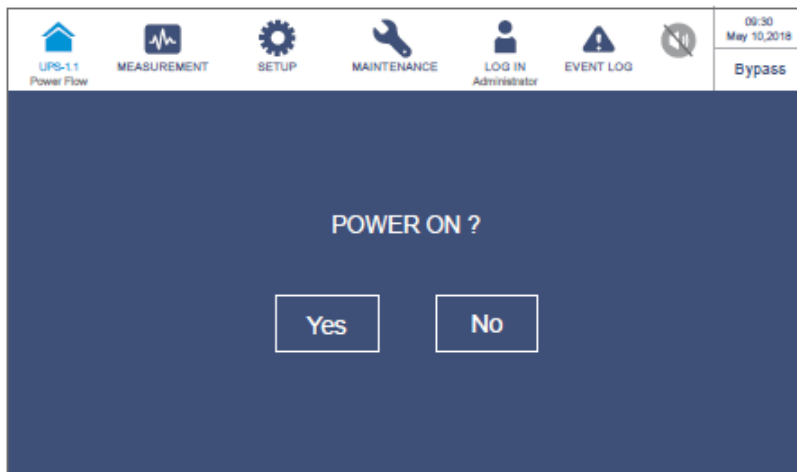 UPS-1.1
Power Flow
MEASUREMENT
SETUP
MAINTENANCE
LOG IN
Administrator
EVENT LOG
09:30
May 10,2018
Bypass
POWER ON ?
Yes
No